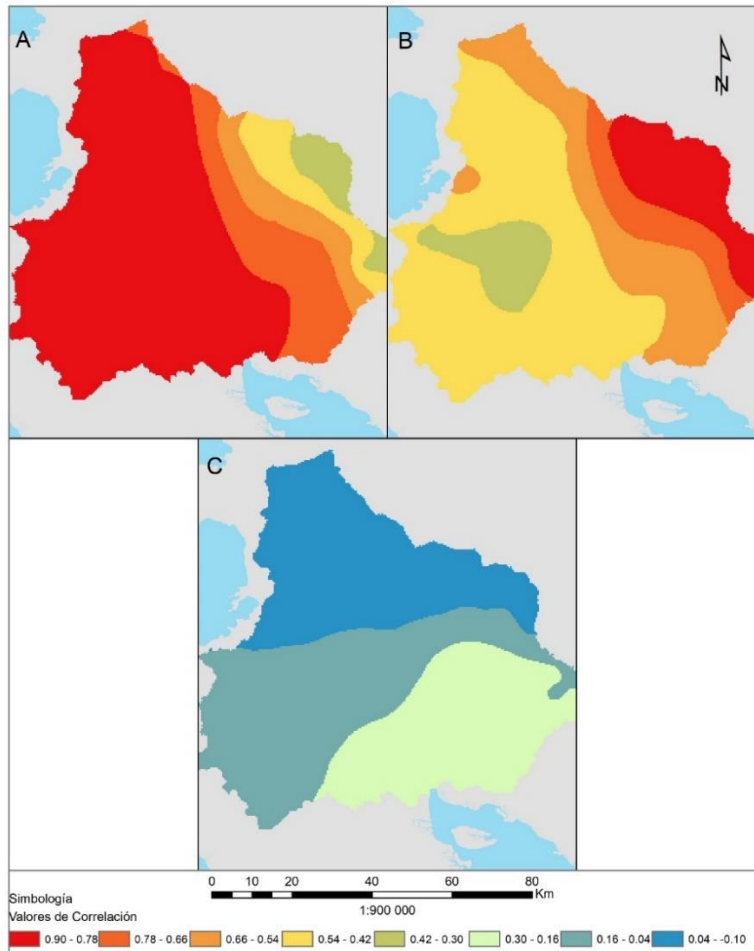 A
B
N
C
0 10 20 40 60 80
Km
1:900 000
Simbología
Valores de Correlación
0.90 - 0.78 0.78 - 0.66 0.66 - 0.54 0.54 - 0.42 0.42 - 0.30 0.30 - 0.16 0.16 - 0.04 0.04 - -0.10